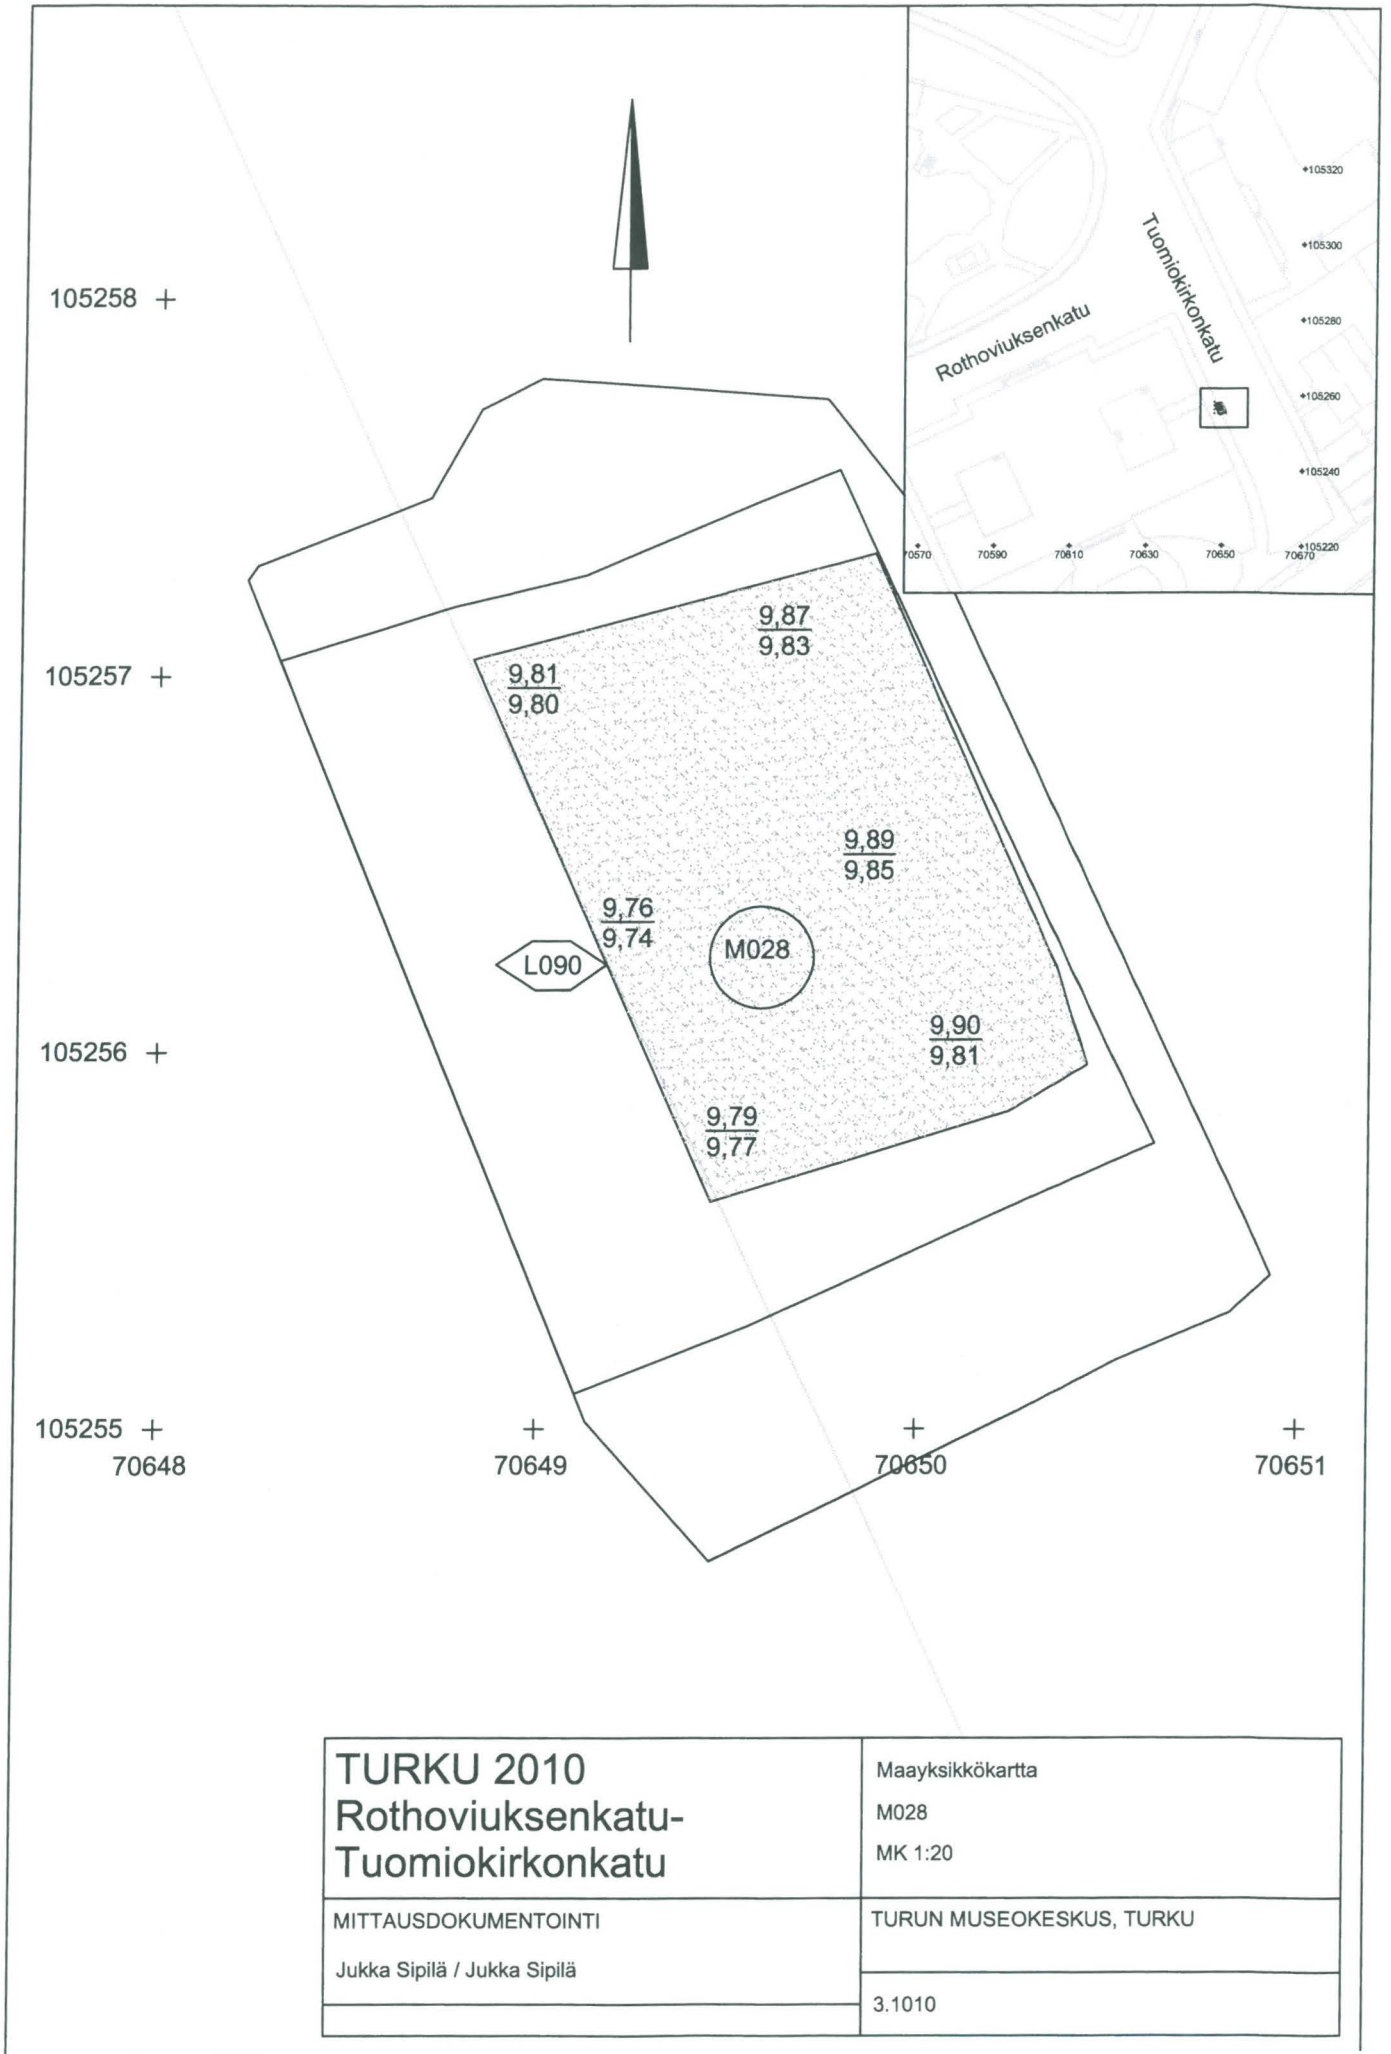 105320
105300
105280
105260
105240
105220
70570
70590
70610
70630
70650
70670
Tuomiokirkonkatu
Rothoviuksenkatu
105258
105257
105256
105255
70648
70649
70650
70651
9,87
9,83
9,81
9,80
9,89
9,85
9,76
9,74
M028
L090
9,90
9,81
9,79
9,77
TURKU 2010
Rothoviuksenkatu-
Tuomiokirkonkatu
Maayksikkökartta
M028
MK 1:20
MITTAUSDOKUMENTOINTI
Jukka Sipilä / Jukka Sipilä
TURUN MUSEOKESKUS, TURKU
3.1010